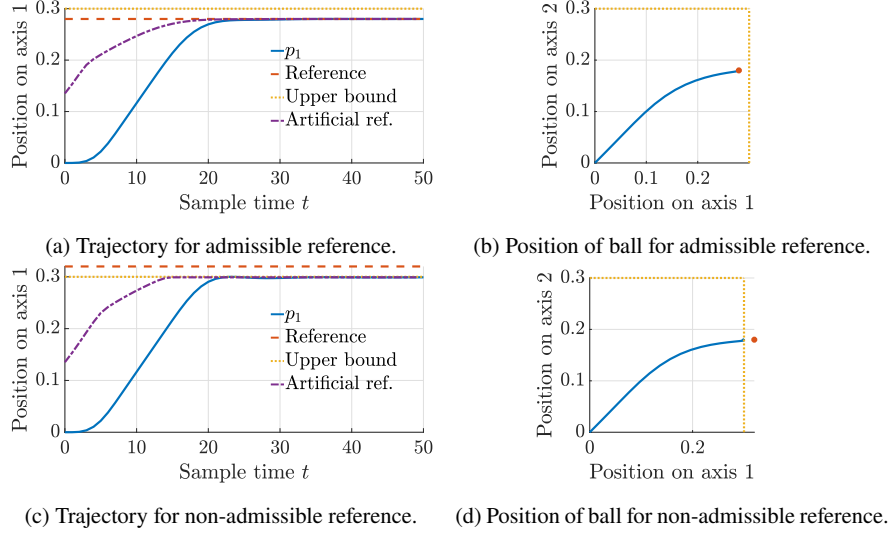 0.3
0.2
0.1
0
Position on axis 1
p₁
Reference
Upper bound
Artificial ref.
0 10 20 30 40 50
Sample time t
(a) Trajectory for admissible reference.
0.3
0.2
0.1
0
Position on axis 2
0 0.1 0.2
Position on axis 1
(b) Position of ball for admissible reference.
0.3
0.2
0.1
0
Position on axis 1
p₁
Reference
Upper bound
Artificial ref.
0 10 20 30 40 50
Sample time t
(c) Trajectory for non-admissible reference.
0.3
0.2
0.1
0
Position on axis 2
0 0.2
Position on axis 1
(d) Position of ball for non-admissible reference.